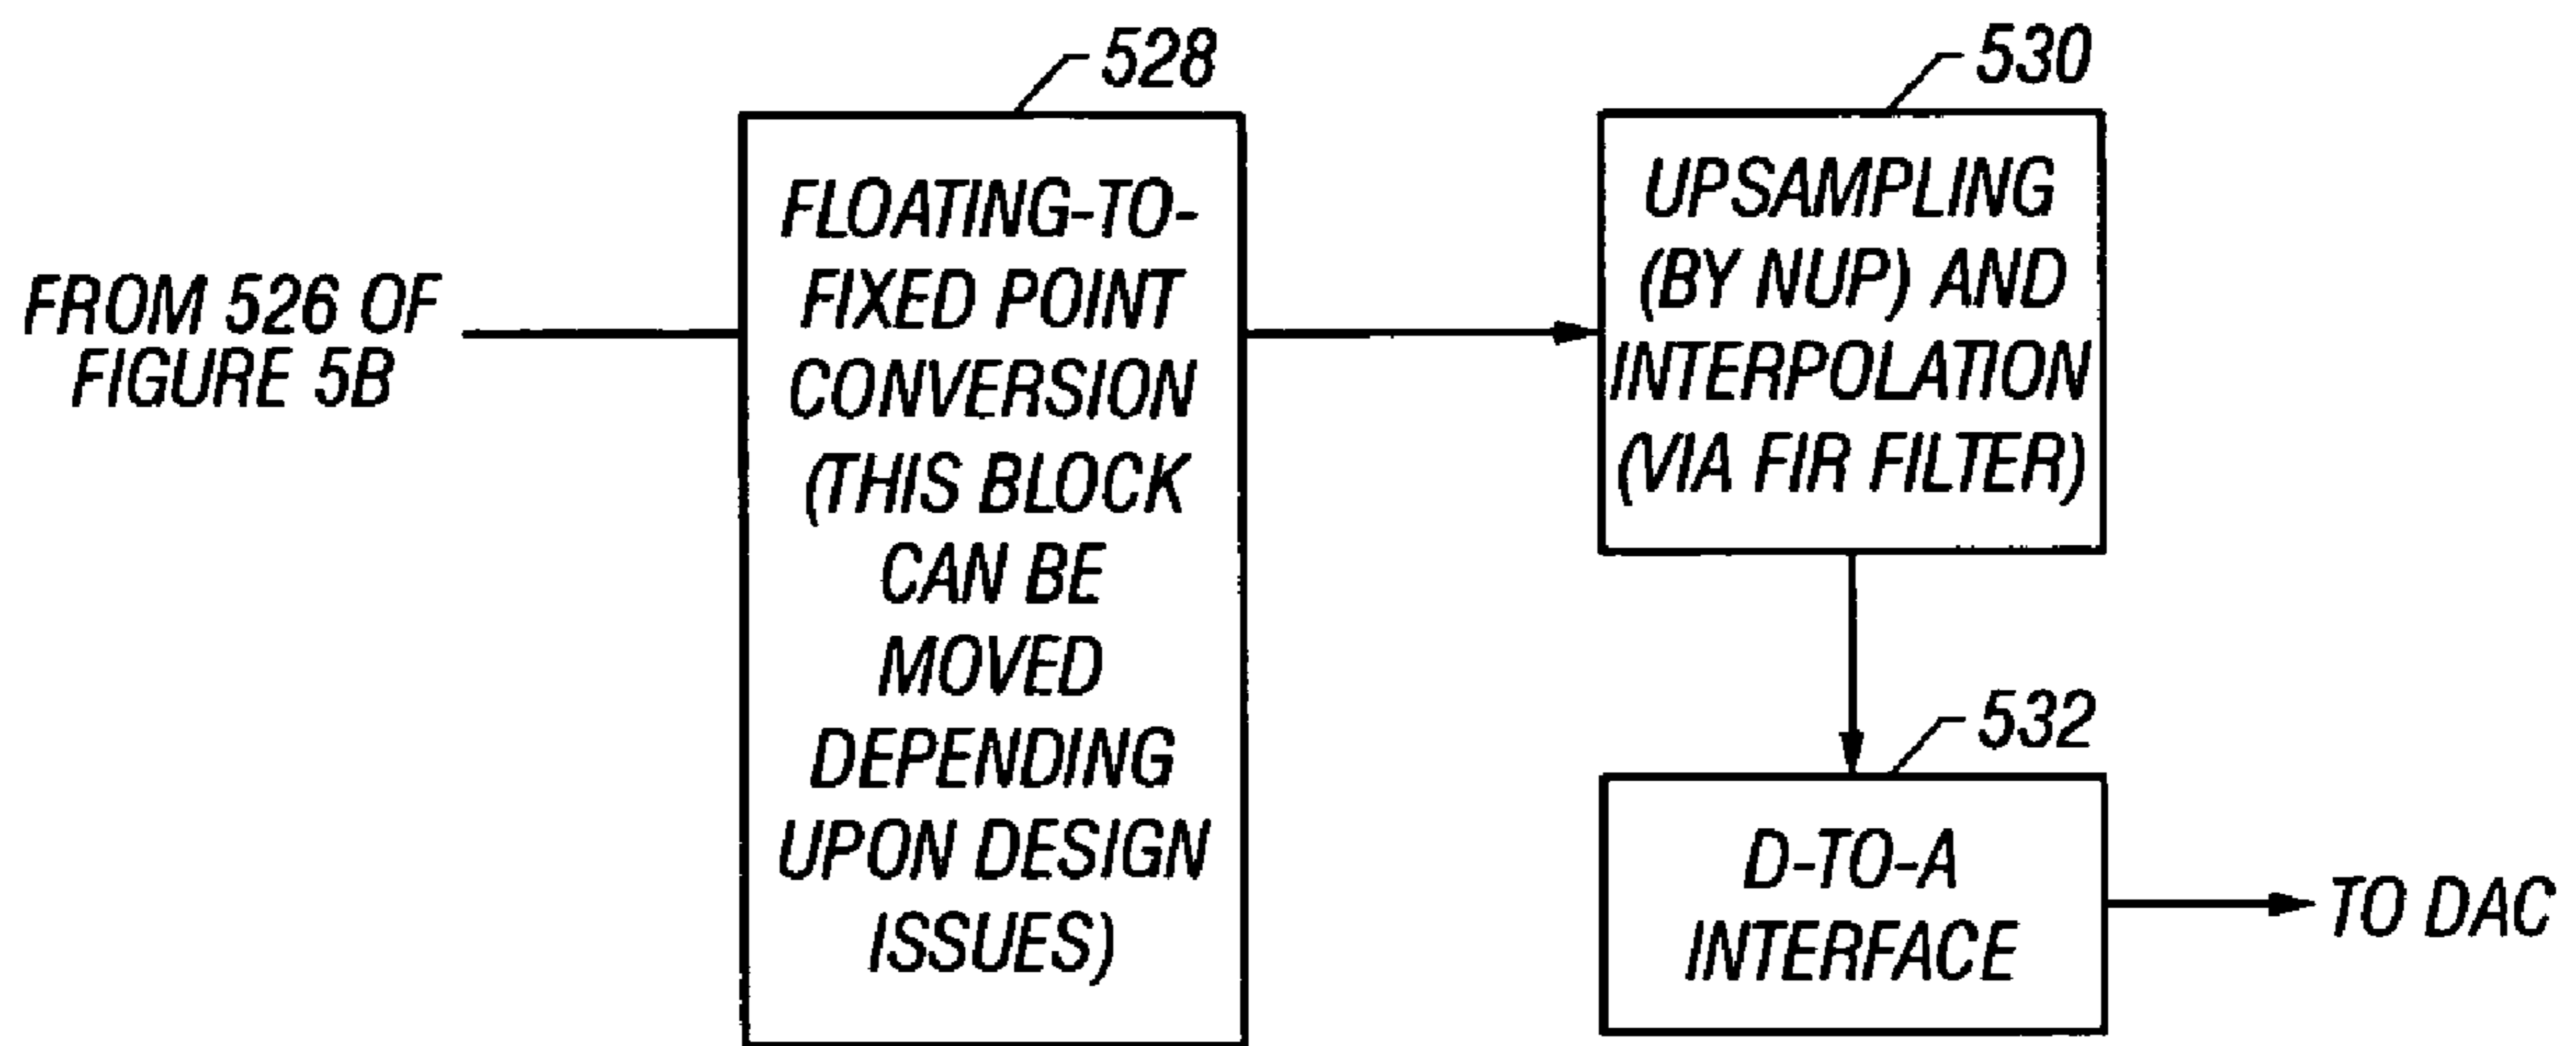 FROM 526 OF
FIGURE 5B
528
FLOATING-TO-
FIXED POINT
CONVERSION
(THIS BLOCK
CAN BE
MOVED
DEPENDING
UPON DESIGN
ISSUES)
530
UPSAMPLING
(BY NUP) AND
INTERPOLATION
(VIA FIR FILTER)
532
D-TO-A
INTERFACE
TO DAC